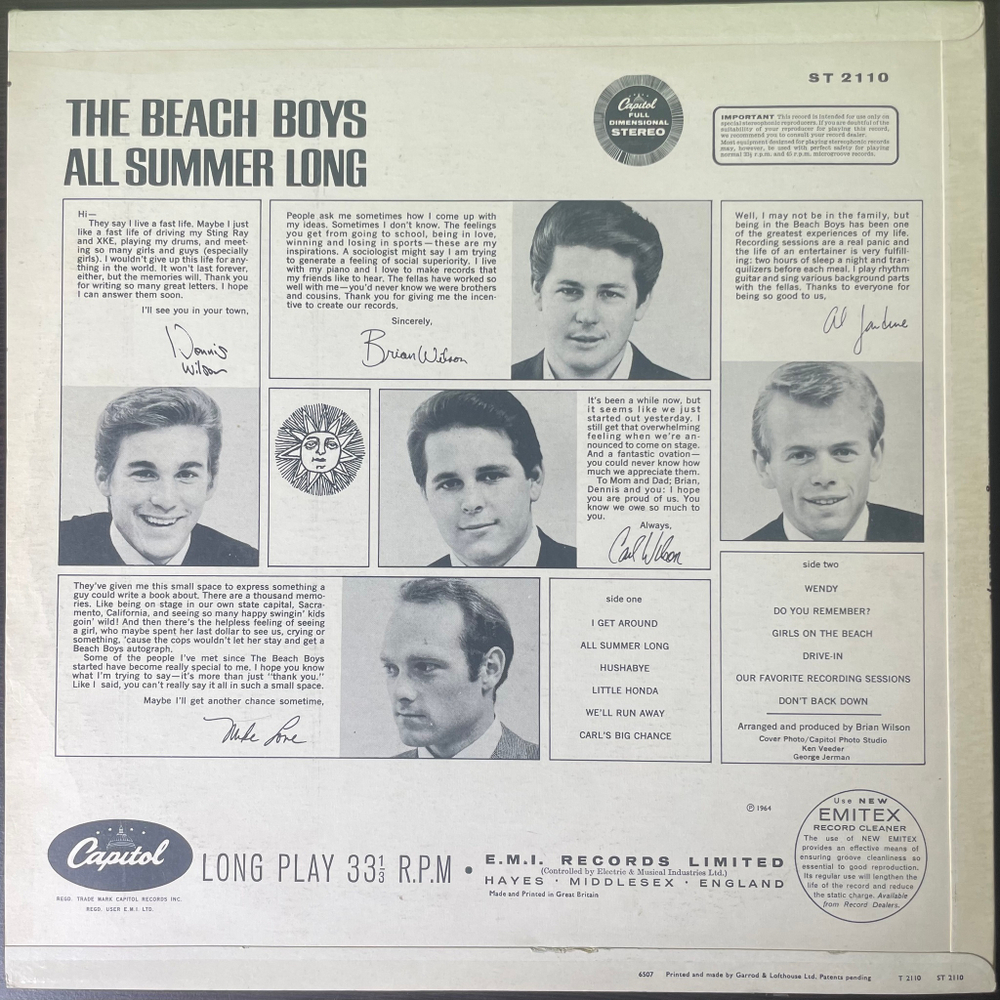 ST 2110
THE BEACH BOYS
ALL SUMMER LONG
Capitol
FULL
DIMENSIONAL
STEREO
IMPORTANT This record is intended for use only on
special stereophonic reproducers. If you are doubtful of the
suitability of your reproducer for playing this record,
we recommend you to consult your record dealer.
Most equipment designed for playing stereophonic records
may, however, be used with perfect safety for playing
normal 33⅓ r.p.m. and 45 r.p.m. microgroove records.
Hi—
They say I live a fast life. Maybe I just
like a fast life of driving my Sting Ray
and XKE, playing my drums, and meet-
ing so many girls and guys (especially
girls). I wouldn't give up this life for any-
thing in the world. It won't last forever,
either, but the memories will. Thank you
for writing so many great letters. I hope
I can answer them soon.
I'll see you in your town,
Dennis
Wilson
People ask me sometimes how I come up with
my ideas. Sometimes I don't know. The feelings
you get from going to school, being in love,
winning and losing in sports—these are my
inspirations. A sociologist might say I am trying
to generate a feeling of social superiority. I live
with my piano and I love to make records that
my friends like to hear. The fellas have worked so
well with me—you'd never know we were brothers
and cousins. Thank you for giving me the incen-
tive to create our records.
Sincerely,
Brian Wilson
Well, I may not be in the family, but
being in the Beach Boys has been one
of the greatest experiences of my life.
Recording sessions are a real panic and
the life of an entertainer is very fulfill-
ing: two hours of sleep a night and tran-
quilizers before each meal. I play rhythm
guitar and sing various background parts
with the fellas. Thanks to everyone for
being so good to us,
Al Jardine
It's been a while now, but
it seems like we just
started out yesterday. I
still get that overwhelming
feeling when we're an-
nounced to come on stage.
And a fantastic ovation—
you could never know how
much we appreciate them.
To Mom and Dad; Brian,
Dennis and you: I hope
you are proud of us. You
know we owe so much to
you.
Always,
Carl Wilson
They've given me this small space to express something a
guy could write a book about. There are a thousand memo-
ries. Like being on stage in our own state capital, Sacra-
mento, California, and seeing so many happy swingin' kids
goin' wild! And then there's the helpless feeling of seeing
a girl, who maybe spent her last dollar to see us, crying or
something, 'cause the cops wouldn't let her stay and get a
Beach Boys autograph.
Some of the people I've met since The Beach Boys
started have become really special to me. I hope you know
what I'm trying to say—it's more than just "thank you."
Like I said, you can't really say it all in such a small space.
Maybe I'll get another chance sometime,
Mike Love
side one
I GET AROUND
ALL SUMMER LONG
HUSHABYE
LITTLE HONDA
WE'LL RUN AWAY
CARL'S BIG CHANCE
side two
WENDY
DO YOU REMEMBER?
GIRLS ON THE BEACH
DRIVE-IN
OUR FAVORITE RECORDING SESSIONS
DON'T BACK DOWN
Arranged and produced by Brian Wilson
Cover Photo/Capitol Photo Studio
Ken Veeder
George Jerman
℗ 1964
Capitol
REGD. TRADE MARK CAPITOL RECORDS INC.
REGD. USER E.M.I. LTD.
LONG PLAY 33⅓ R.P.M •
E.M.I. RECORDS LIMITED
(Controlled by Electric & Musical Industries Ltd.)
HAYES · MIDDLESEX · ENGLAND
Made and Printed in Great Britain
Use NEW
EMITEX
RECORD CLEANER
The use of NEW EMITEX
provides an effective means of
ensuring groove cleanliness so
essential to good reproduction.
Its regular use will lengthen the
life of the record and reduce
the static charge. Available
from Record Dealers.
6507 Printed and made by Garrod & Lofthouse Ltd. Patents pending T 2110 ST 2110